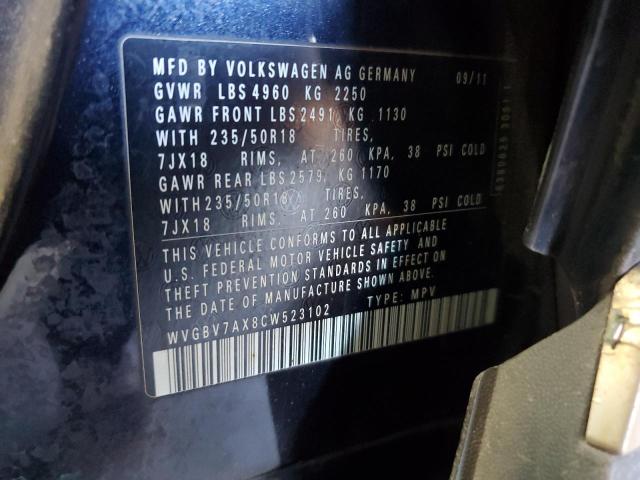 MFD BY VOLKSWAGEN AG GERMANY 09/11
GVWR LBS 4960 KG 2250
GAWR FRONT LBS 2491, KG 1130
WITH 235/50R18 TIRES,
7JX18 RIMS, AT 260 KPA, 38 PSI COLD
GAWR REAR LBS 2579, KG 1170
WITH 235/50R18 TIRES,
7JX18 RIMS, AT 260 KPA, 38 PSI COLD
THIS VEHICLE CONFORMS TO ALL APPLICABLE
U.S. FEDERAL MOTOR VEHICLE SAFETY AND
THEFT PREVENTION STANDARDS IN EFFECT ON
THE DATE OF MANUFACTURE SHOWN ABOVE.
WVGBV7AX8CW523102 TYPE: MPV